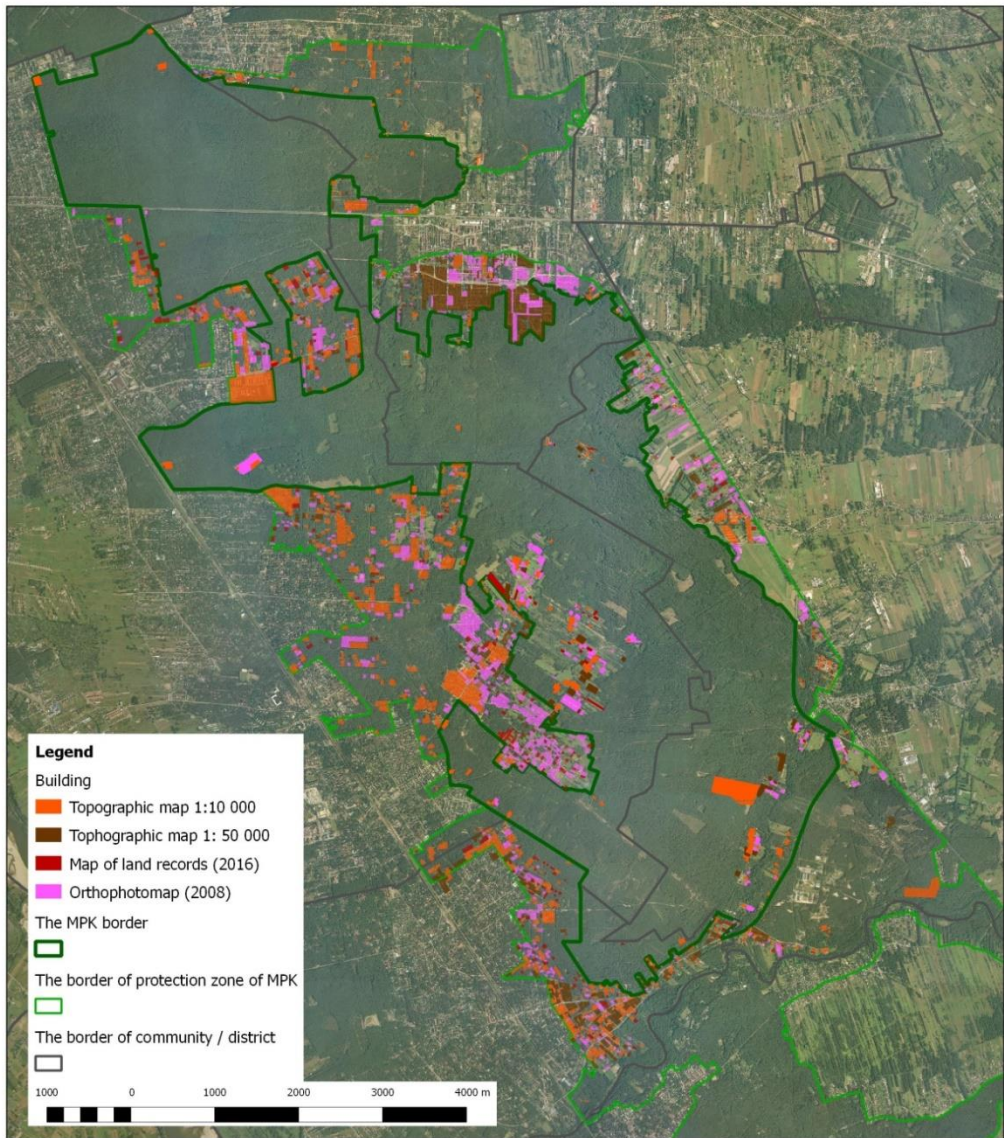 Legend
Building
Topographic map 1:10 000
Tophographic map 1: 50 000
Map of land records (2016)
Orthophotomap (2008)
The MPK border
The border of protection zone of MPK
The border of community / district
1000 0 1000 2000 3000 4000 m